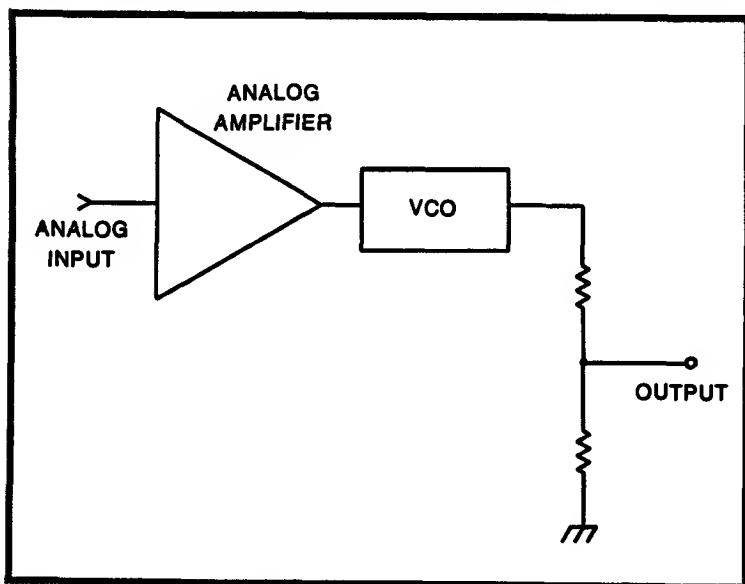 ANALOG
AMPLIFIER
ANALOG
INPUT
VCO
OUTPUT